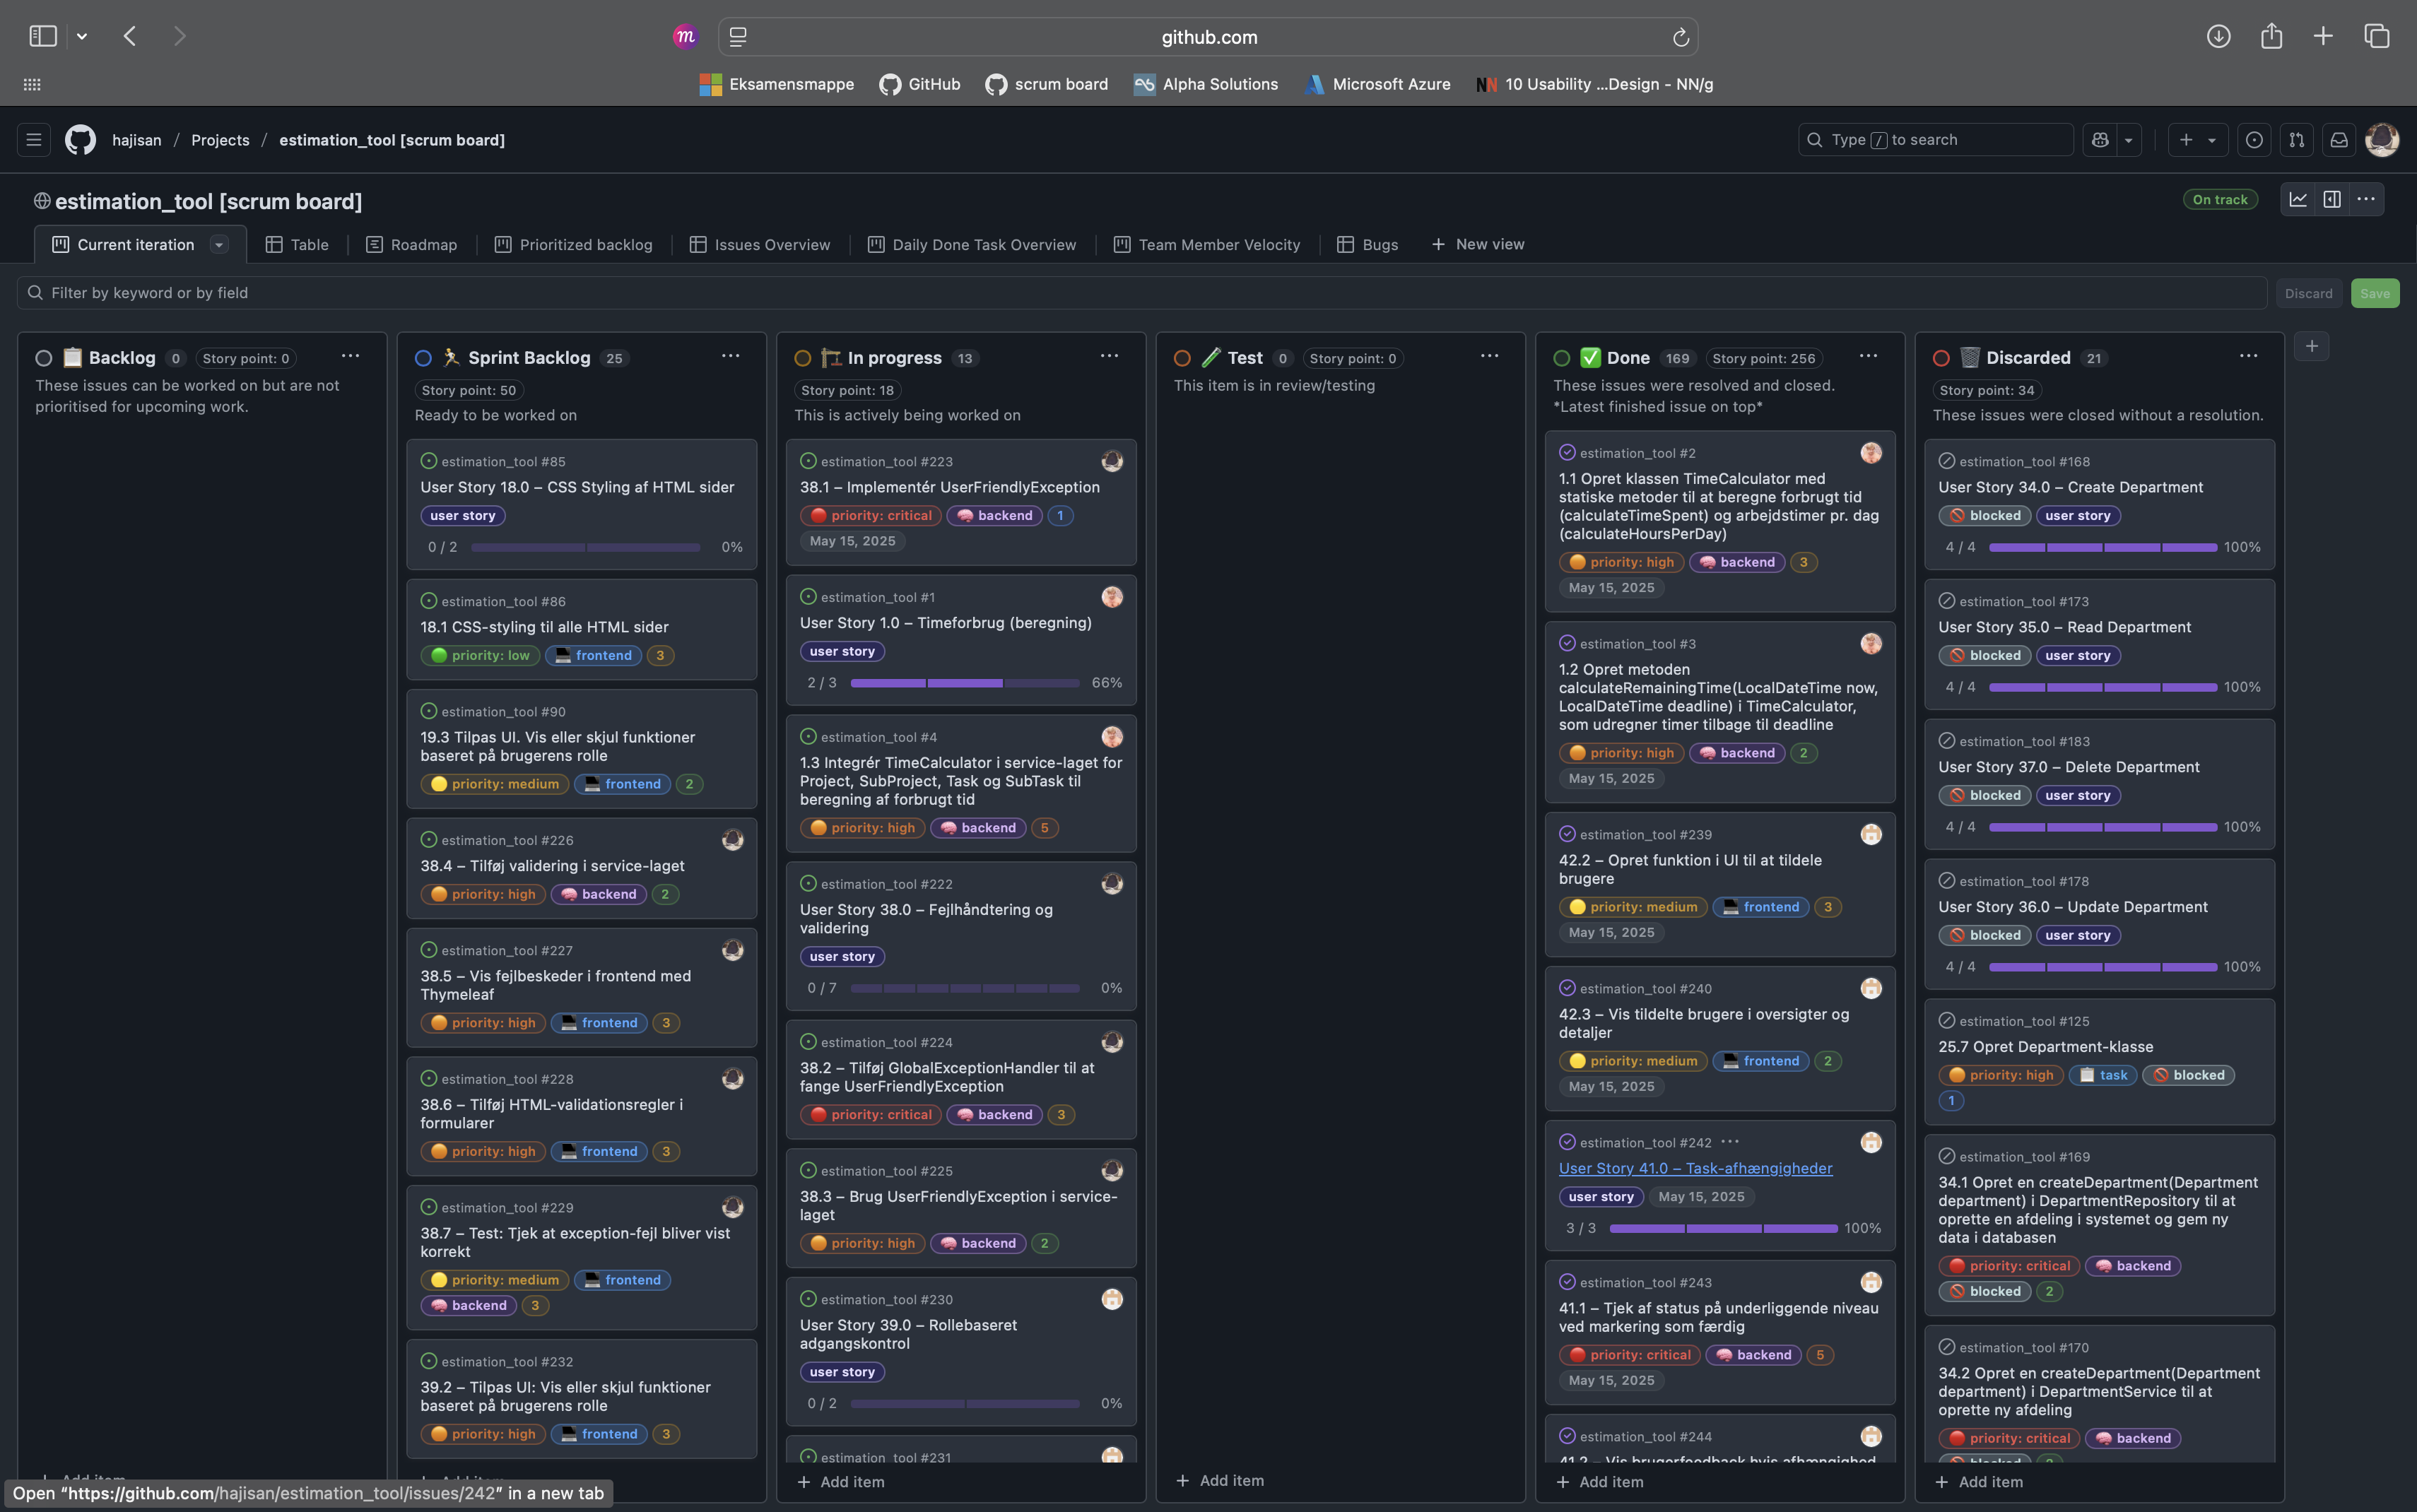 m
github.com
Eksamensmappe
GitHub
scrum board
Alpha Solutions
Microsoft Azure
NN 10 Usability ...Design - NN/g
hajisan / Projects / estimation_tool [scrum board]
Type / to search
estimation_tool [scrum board]
On track
Current iteration
Table
Roadmap
Prioritized backlog
Issues Overview
Daily Done Task Overview
Team Member Velocity
Bugs
New view
Filter by keyword or by field
Discard
Save
Backlog 0 Story point: 0
These issues can be worked on but are not
prioritised for upcoming work.
Add item
Sprint Backlog 25
Story point: 50
Ready to be worked on
estimation_tool #85
User Story 18.0 – CSS Styling af HTML sider
user story
0 / 2 0%
estimation_tool #86
18.1 CSS-styling til alle HTML sider
priority: low frontend 3
estimation_tool #90
19.3 Tilpas UI. Vis eller skjul funktioner
baseret på brugerens rolle
priority: medium frontend 2
estimation_tool #226
38.4 – Tilføj validering i service-laget
priority: high backend 2
estimation_tool #227
38.5 – Vis fejlbeskeder i frontend med
Thymeleaf
priority: high frontend 3
estimation_tool #228
38.6 – Tilføj HTML-validationsregler i
formularer
priority: high frontend 3
estimation_tool #229
38.7 – Test: Tjek at exception-fejl bliver vist
korrekt
priority: medium frontend
backend 3
estimation_tool #232
39.2 – Tilpas UI: Vis eller skjul funktioner
baseret på brugerens rolle
priority: high frontend 3
Add item
In progress 13
Story point: 18
This is actively being worked on
estimation_tool #223
38.1 – Implementér UserFriendlyException
priority: critical backend 1
May 15, 2025
estimation_tool #1
User Story 1.0 – Timeforbrug (beregning)
user story
2 / 3 66%
estimation_tool #4
1.3 Integrér TimeCalculator i service-laget for
Project, SubProject, Task og SubTask til
beregning af forbrugt tid
priority: high backend 5
estimation_tool #222
User Story 38.0 – Fejlhåndtering og
validering
user story
0 / 7 0%
estimation_tool #224
38.2 – Tilføj GlobalExceptionHandler til at
fange UserFriendlyException
priority: critical backend 3
estimation_tool #225
38.3 – Brug UserFriendlyException i service-
laget
priority: high backend 2
estimation_tool #230
User Story 39.0 – Rollebaseret
adgangskontrol
user story
0 / 2 0%
estimation_tool #231
Add item
Test 0 Story point: 0
This item is in review/testing
Add item
Done 169 Story point: 256
These issues were resolved and closed.
*Latest finished issue on top*
estimation_tool #2
1.1 Opret klassen TimeCalculator med
statiske metoder til at beregne forbrugt tid
(calculateTimeSpent) og arbejdstimer pr. dag
(calculateHoursPerDay)
priority: high backend 3
May 15, 2025
estimation_tool #3
1.2 Opret metoden
calculateRemainingTime(LocalDateTime now,
LocalDateTime deadline) i TimeCalculator,
som udregner timer tilbage til deadline
priority: high backend 2
May 15, 2025
estimation_tool #239
42.2 – Opret funktion i UI til at tildele
brugere
priority: medium frontend 3
May 15, 2025
estimation_tool #240
42.3 – Vis tildelte brugere i oversigter og
detaljer
priority: medium frontend 2
May 15, 2025
estimation_tool #242
User Story 41.0 – Task-afhængigheder
user story May 15, 2025
3 / 3 100%
estimation_tool #243
41.1 – Tjek af status på underliggende niveau
ved markering som færdig
priority: critical backend 5
May 15, 2025
estimation_tool #244
41.2 – Vis brugerfeedback hvis afhængighed
Add item
Discarded 21
Story point: 34
These issues were closed without a resolution.
estimation_tool #168
User Story 34.0 – Create Department
blocked user story
4 / 4 100%
estimation_tool #173
User Story 35.0 – Read Department
blocked user story
4 / 4 100%
estimation_tool #183
User Story 37.0 – Delete Department
blocked user story
4 / 4 100%
estimation_tool #178
User Story 36.0 – Update Department
blocked user story
4 / 4 100%
estimation_tool #125
25.7 Opret Department-klasse
priority: high task blocked
1
estimation_tool #169
34.1 Opret en createDepartment(Department
department) i DepartmentRepository til at
oprette en afdeling i systemet og gem ny
data i databasen
priority: critical backend
blocked 2
estimation_tool #170
34.2 Opret en createDepartment(Department
department) i DepartmentService til at
oprette ny afdeling
priority: critical backend
blocked 2
Add item
Open "https://github.com/hajisan/estimation_tool/issues/242" in a new tab